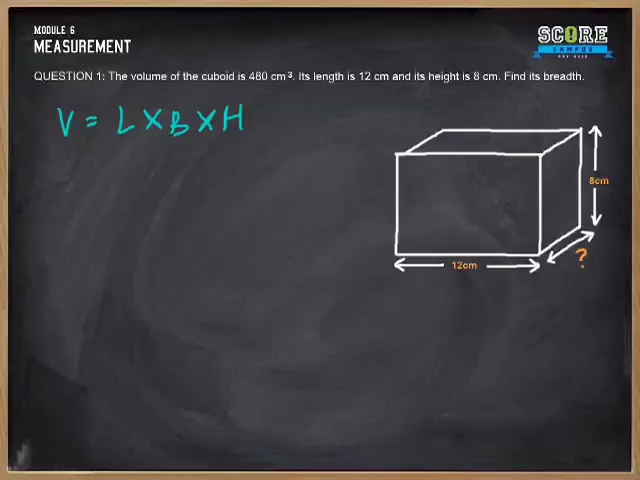 MODULE 6
MEASUREMENT
SCORE
CAMPUS
QUESTION 1: The volume of the cuboid is 480 cm³. Its length is 12 cm and its height is 8 cm. Find its breadth.
V = L X B X H
8cm
?
12cm